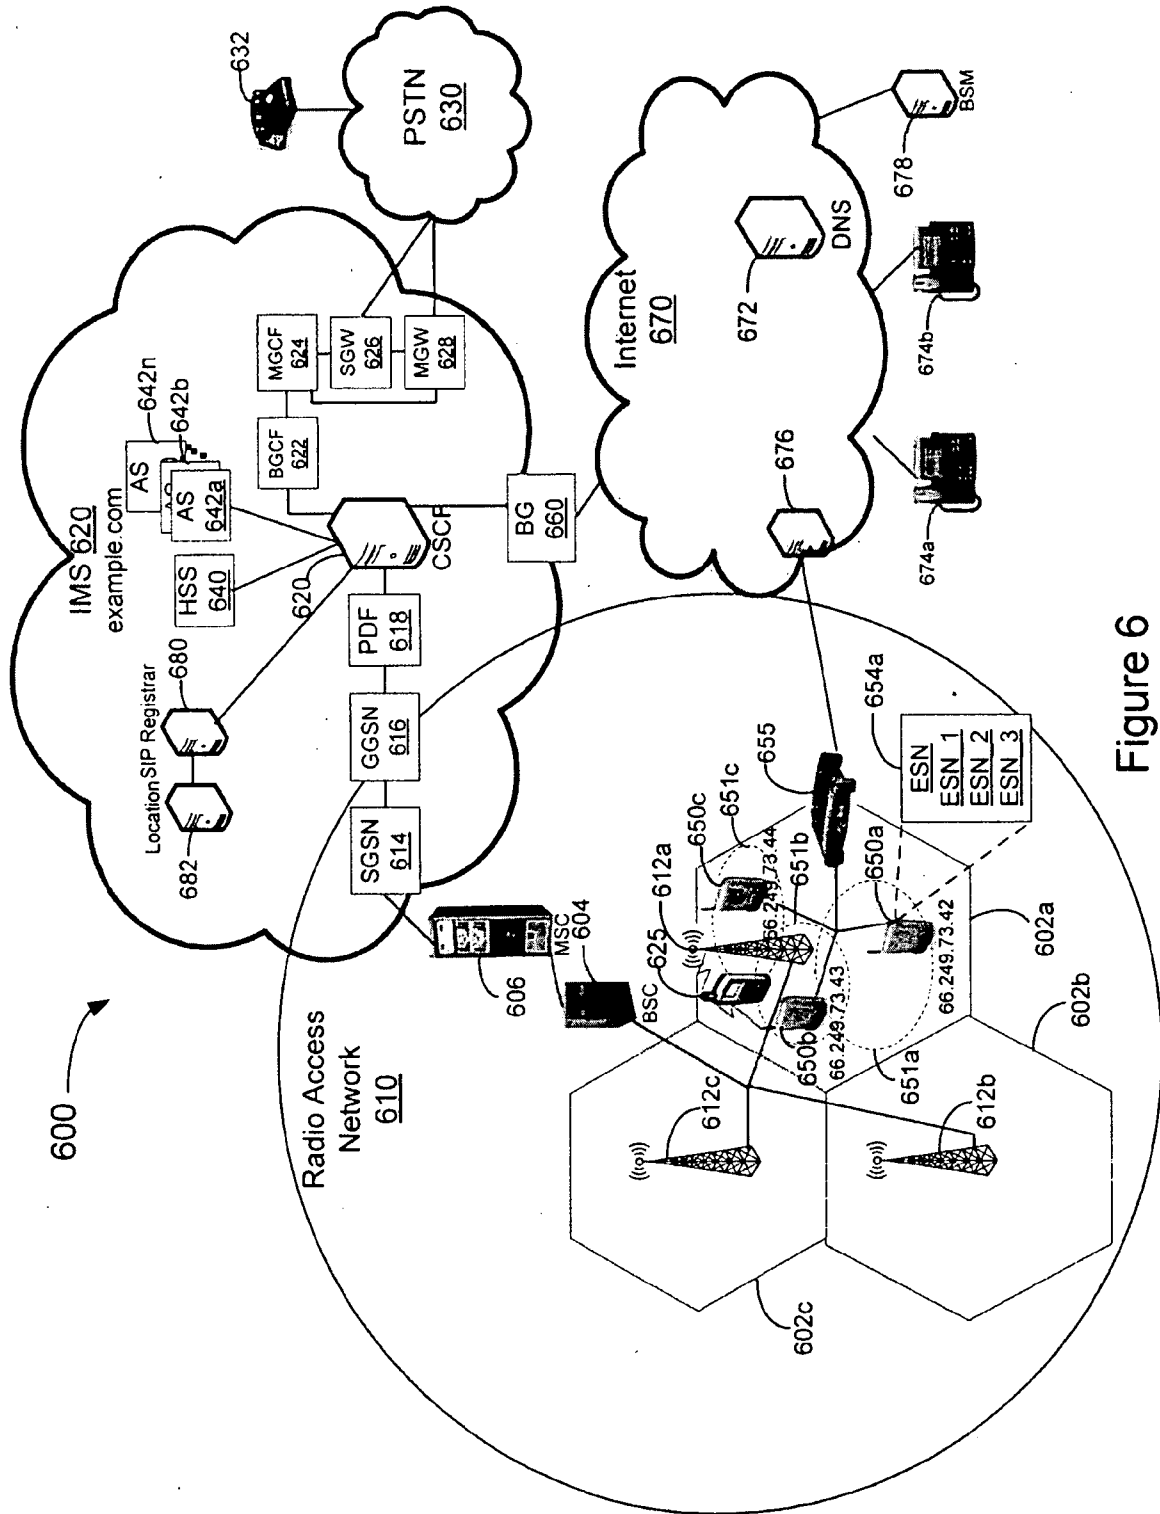 600
IMS 620
example.com
Location
SIP Registrar
682
680
HSS
640
AS
AS
642a
642n
642b
620
CSCF
SGSN
614
GGSN
616
PDF
618
BGCF
622
MGCF
624
SGW
626
MGW
628
BG
660
PSTN
630
632
Radio Access
Network
610
MSC
606
BSC
604
612a
625
650c
651c
66.249.73.44
651b
655
650b
66.249.73.43
650a
66.249.73.42
651a
654a
ESN
ESN 1
ESN 2
ESN 3
602a
602b
602c
612c
612b
Internet
670
672
DNS
676
674a
674b
678
BSM
Figure 6